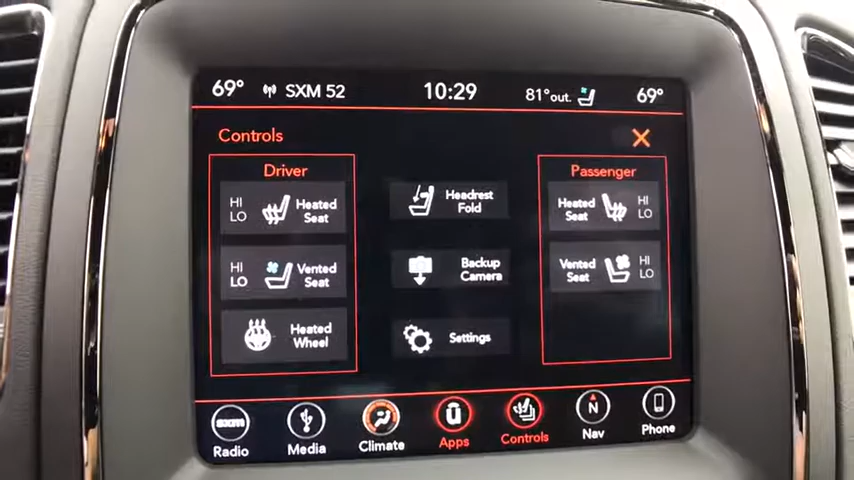 69° SXM 52 10:29 81°out. 69°
Controls
Driver
HI
LO
Heated
Seat
HI
LO
Vented
Seat
Heated
Wheel
Headrest
Fold
Backup
Camera
Settings
Passenger
Heated
Seat
HI
LO
Vented
Seat
HI
LO
sxm
Radio
Media
Climate
Apps
Controls
N
Nav
Phone